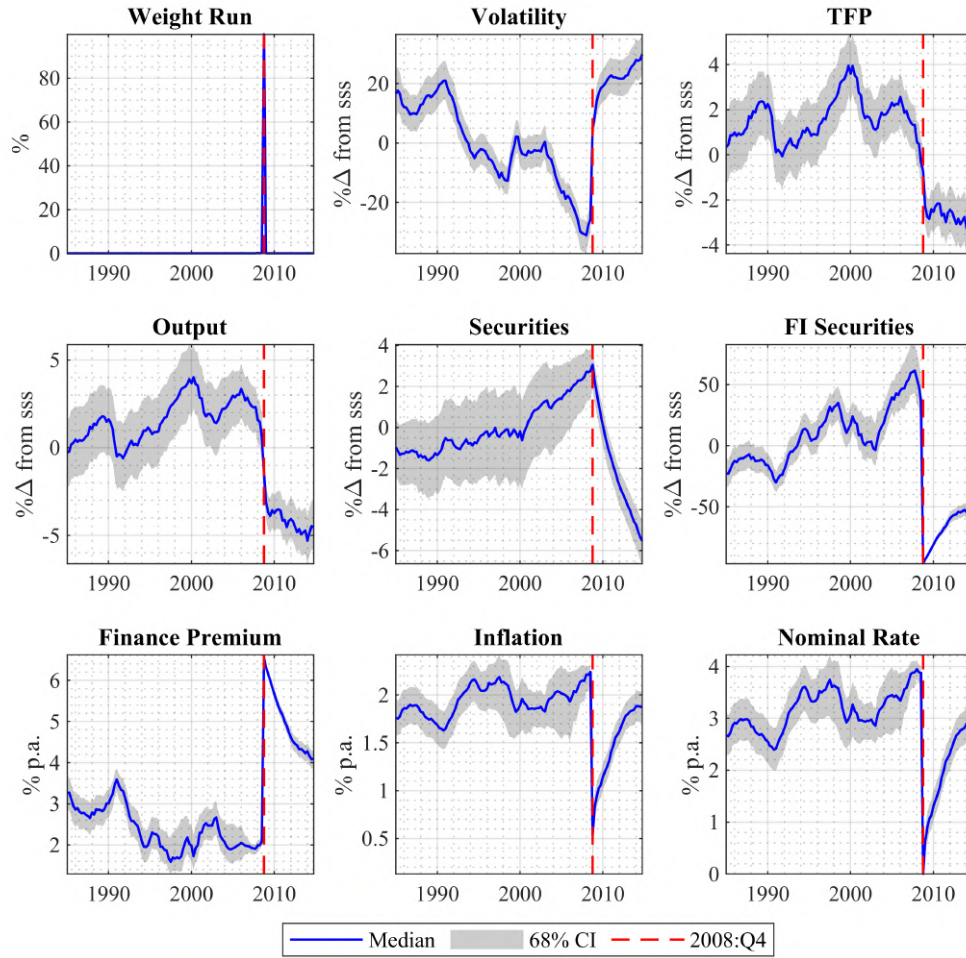 Weight Run
%
80
60
40
20
0
1990 2000 2010
Volatility
%Δ from sss
20
0
-20
1990 2000 2010
TFP
%Δ from sss
4
2
0
-2
-4
1990 2000 2010
Output
%Δ from sss
5
0
-5
1990 2000 2010
Securities
%Δ from sss
4
2
0
-2
-4
-6
1990 2000 2010
FI Securities
%Δ from sss
50
0
-50
1990 2000 2010
Finance Premium
% p.a.
6
5
4
3
2
1990 2000 2010
Inflation
% p.a.
2
1.5
1
0.5
1990 2000 2010
Nominal Rate
% p.a.
4
3
2
1
0
1990 2000 2010
Median 68% CI 2008:Q4